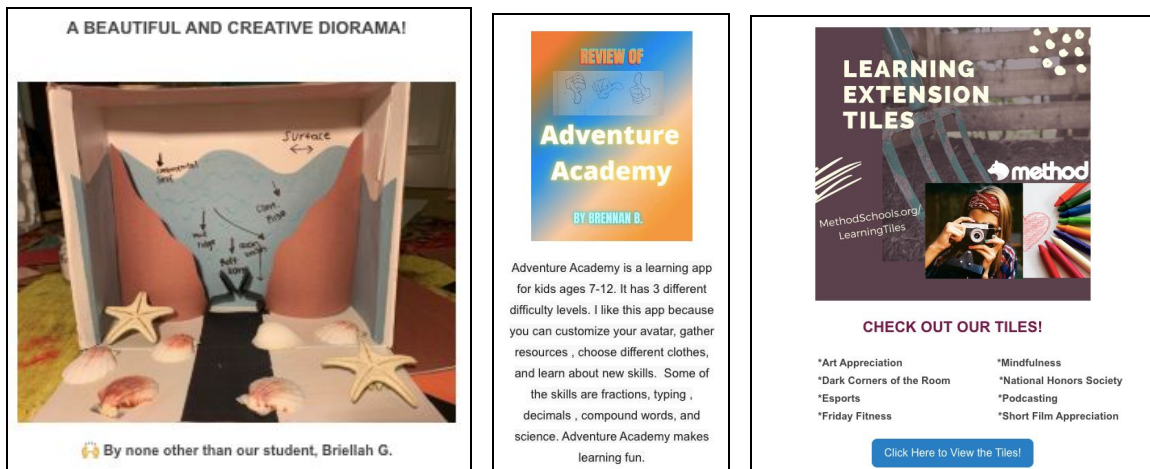 A BEAUTIFUL AND CREATIVE DIORAMA!
Surface
🙌 By none other than our student, Briellah G.
REVIEW OF
Adventure
Academy
BY BRENNAN B.
Adventure Academy is a learning app
for kids ages 7-12. It has 3 different
difficulty levels. I like this app because
you can customize your avatar, gather
resources , choose different clothes,
and learn about new skills. Some of
the skills are fractions, typing ,
decimals , compound words, and
science. Adventure Academy makes
learning fun.
LEARNING
EXTENSION
TILES
method
MethodSchools.org/
LearningTiles
CHECK OUT OUR TILES!
*Art Appreciation
*Dark Corners of the Room
*Esports
*Friday Fitness
*Mindfulness
*National Honors Society
*Podcasting
*Short Film Appreciation
Click Here to View the Tiles!